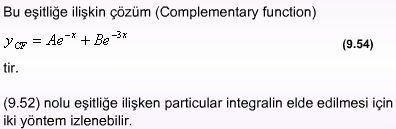 Bu eşitliğe ilişkin çözüm (Complementary function)
y_CF = Ae^{-x} + Be^{-3x} (9.54)
tir.
(9.52) nolu eşitliğe ilişken particular integralin elde edilmesi için
iki yöntem izlenebilir.